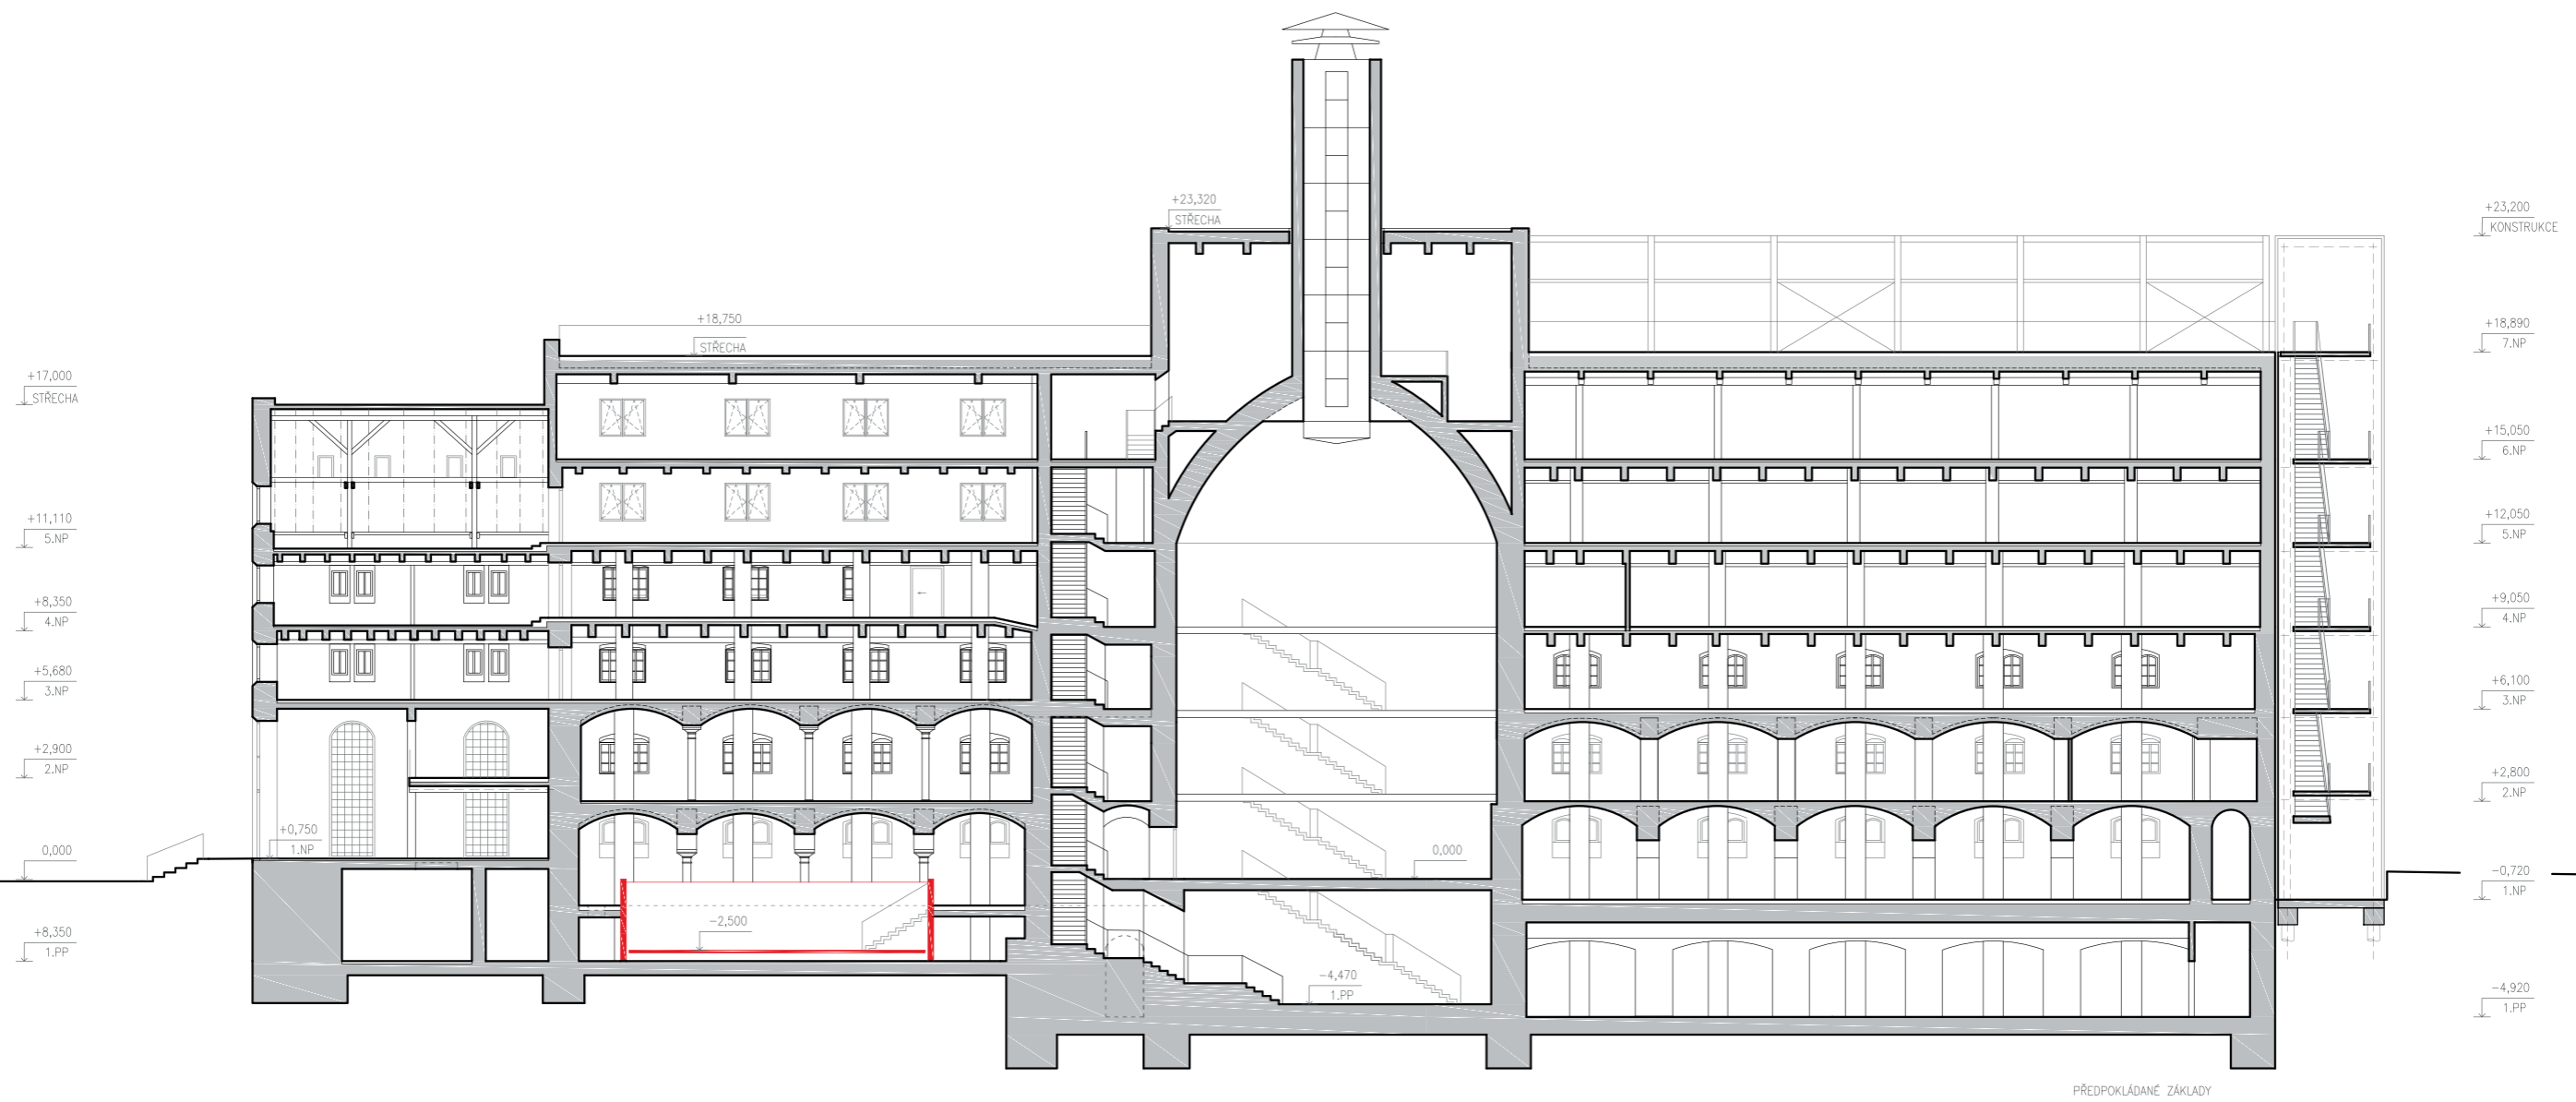 +23,320
STŘECHA
+23,200
KONSTRUKCE
+18,750
STŘECHA
+18,890
7.NP
+17,000
STŘECHA
+15,050
6.NP
+11,110
5.NP
+12,050
5.NP
+8,350
4.NP
+9,050
4.NP
+5,680
3.NP
+6,100
3.NP
+2,900
2.NP
+2,800
2.NP
+0,750
1.NP
0,000
0,000
-0,720
1.NP
-2,500
+8,350
1.PP
-4,470
1.PP
-4,920
1.PP
PŘEDPOKLÁDANÉ ZÁKLADY